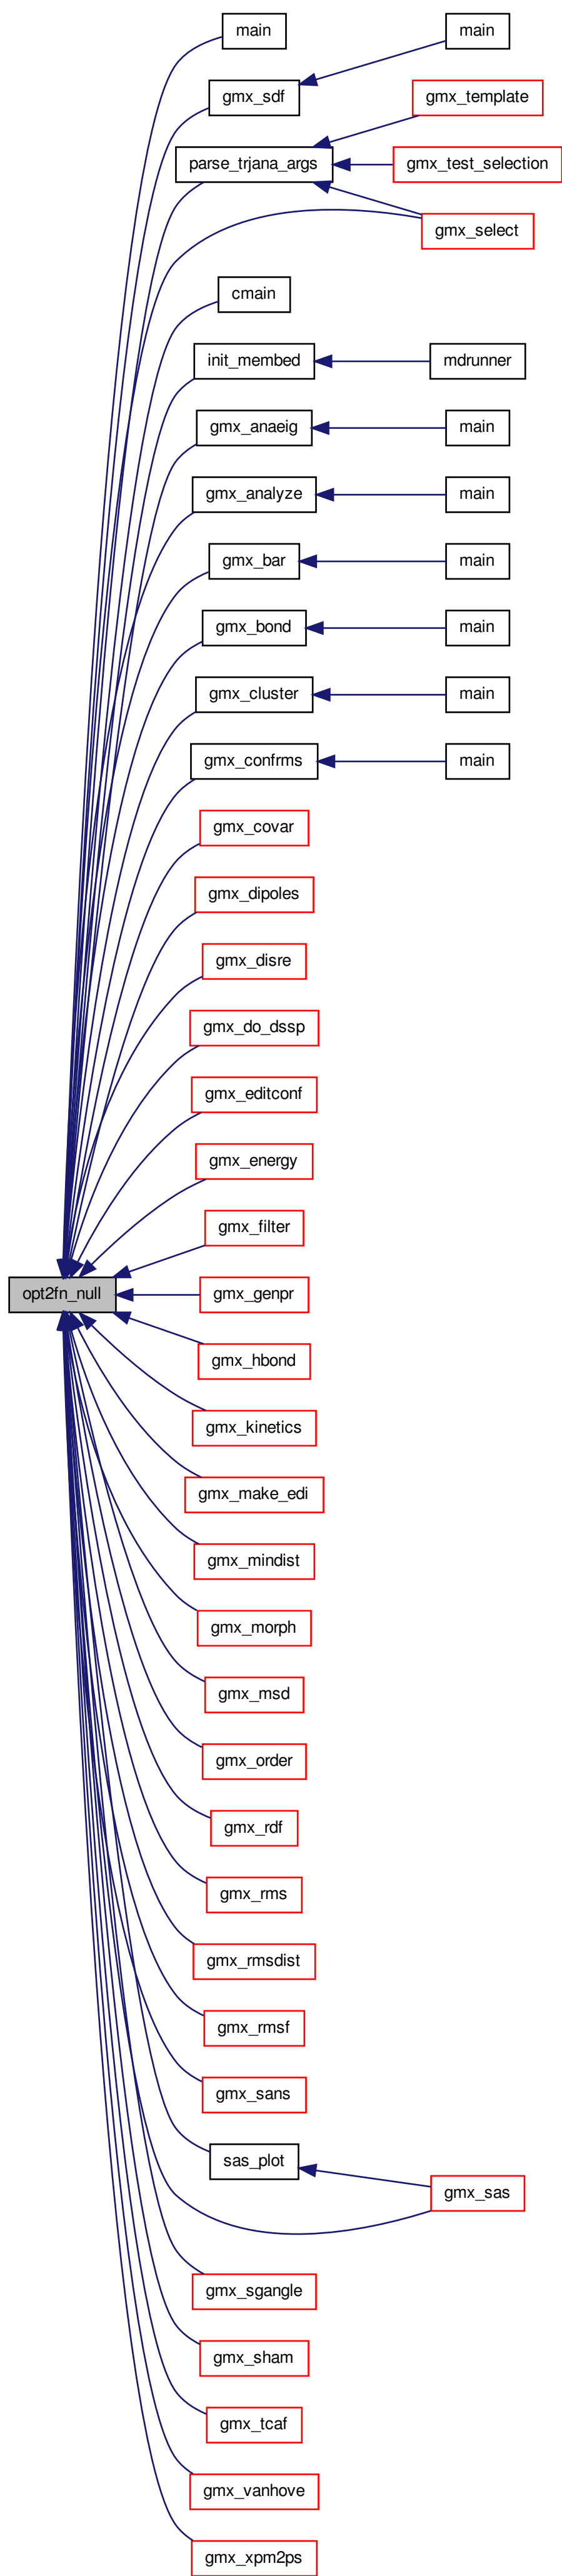 main
main
gmx_sdf
gmx_template
parse_trjana_args
gmx_test_selection
gmx_select
cmain
init_membed
mdrunner
gmx_anaeig
main
gmx_analyze
main
gmx_bar
main
gmx_bond
main
gmx_cluster
main
gmx_confrms
main
gmx_covar
gmx_dipoles
gmx_disre
gmx_do_dssp
gmx_editconf
gmx_energy
gmx_filter
opt2fn_null
gmx_genpr
gmx_hbond
gmx_kinetics
gmx_make_edi
gmx_mindist
gmx_morph
gmx_msd
gmx_order
gmx_rdf
gmx_rms
gmx_rmsdist
gmx_rmsf
gmx_sans
sas_plot
gmx_sas
gmx_sgangle
gmx_sham
gmx_tcaf
gmx_vanhove
gmx_xpm2ps